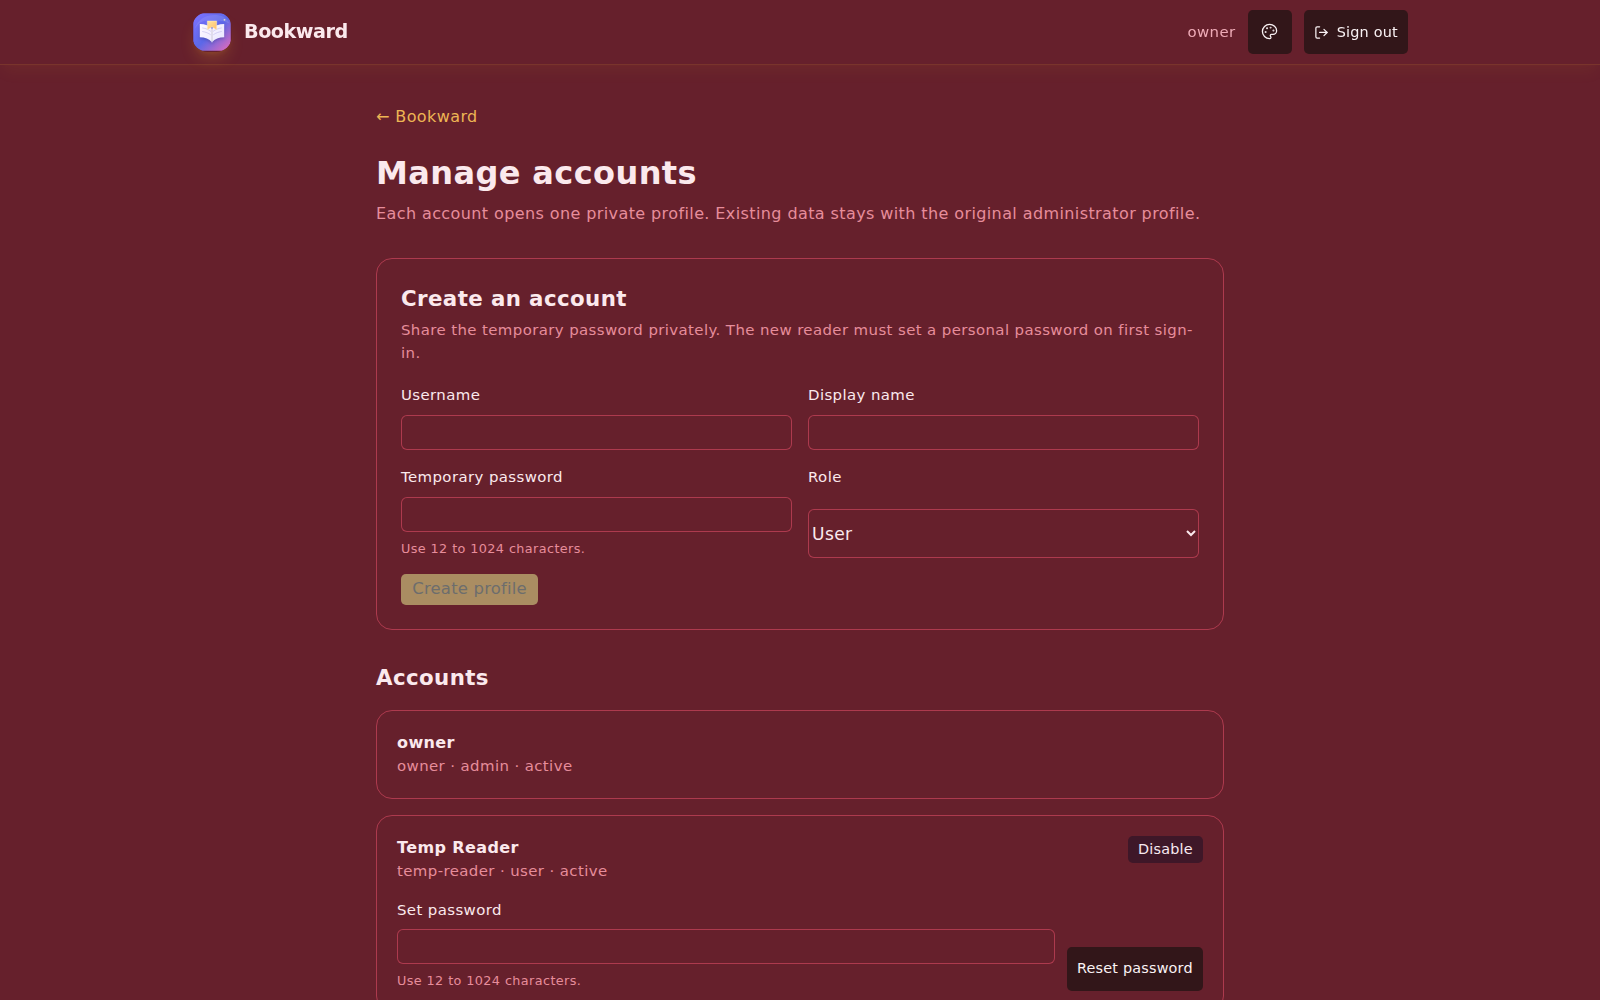 Bookward
owner
Sign out
← Bookward
Manage accounts
Each account opens one private profile. Existing data stays with the original administrator profile.
Create an account
Share the temporary password privately. The new reader must set a personal password on first sign-
in.
Username
Display name
Temporary password
Role
User
Use 12 to 1024 characters.
Create profile
Accounts
owner
owner · admin · active
Temp Reader
Disable
temp-reader · user · active
Set password
Reset password
Use 12 to 1024 characters.